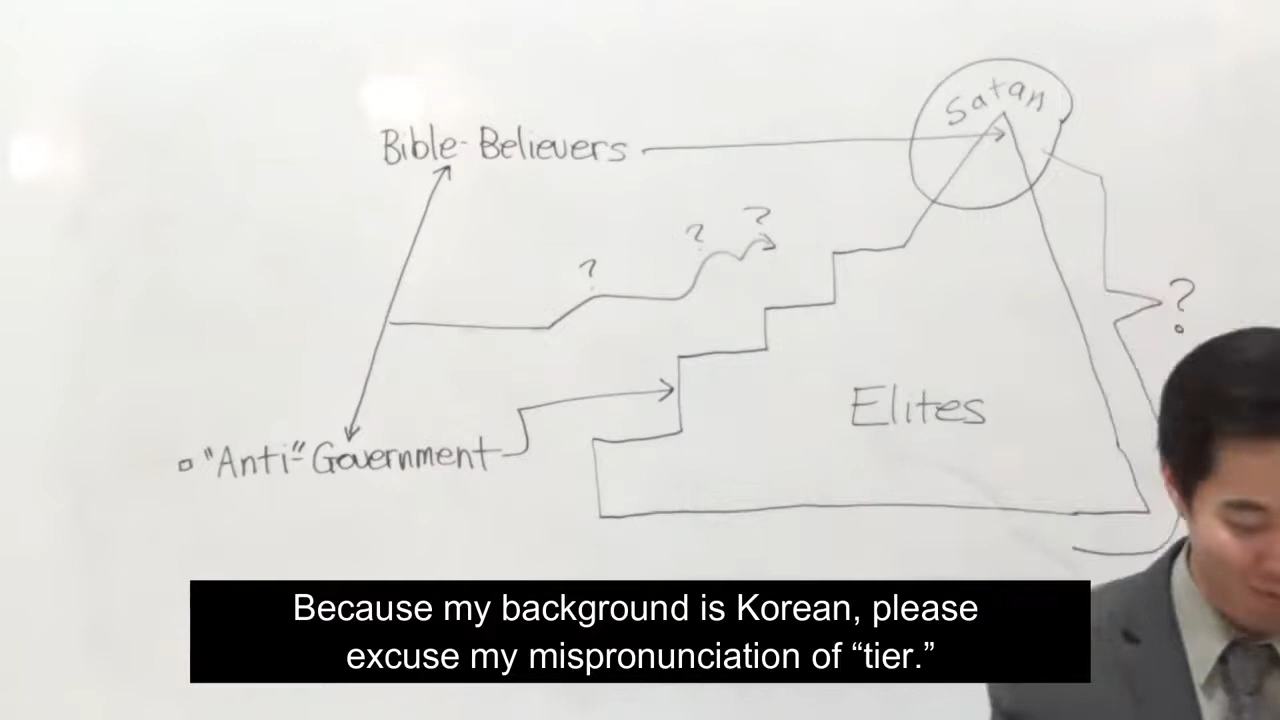 Satan
Bible-Believers
?
?
?
?
Elites
"Anti"-Government
Because my background is Korean, please
excuse my mispronunciation of “tier.”